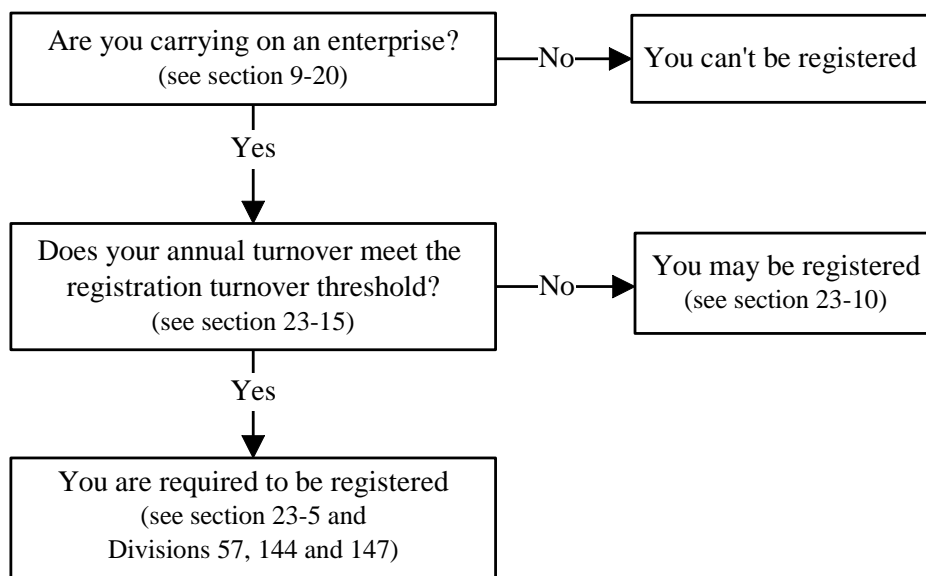 Are you carrying on an enterprise?
(see section 9-20)
No
You can't be registered
Yes
Does your annual turnover meet the
registration turnover threshold?
(see section 23-15)
No
You may be registered
(see section 23-10)
Yes
You are required to be registered
(see section 23-5 and
Divisions 57, 144 and 147)